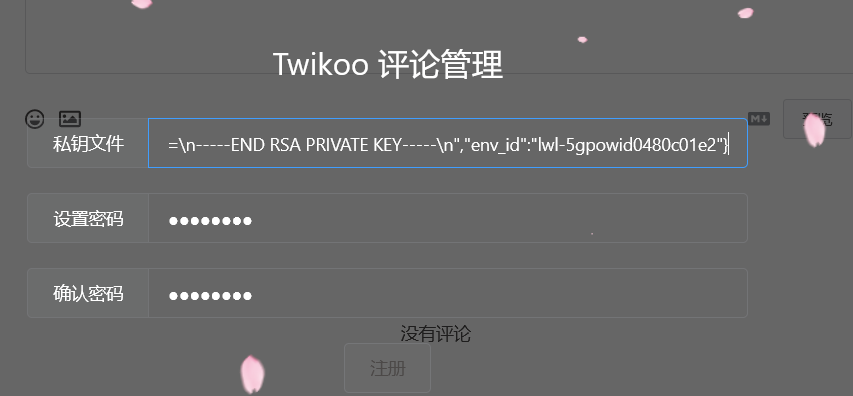 Twikoo 评论管理
预览
私钥文件 =\n-----END RSA PRIVATE KEY-----\n","env_id":"lwl-5gpowid0480c01e2"}
设置密码 ●●●●●●●●
确认密码 ●●●●●●●●
没有评论
注册